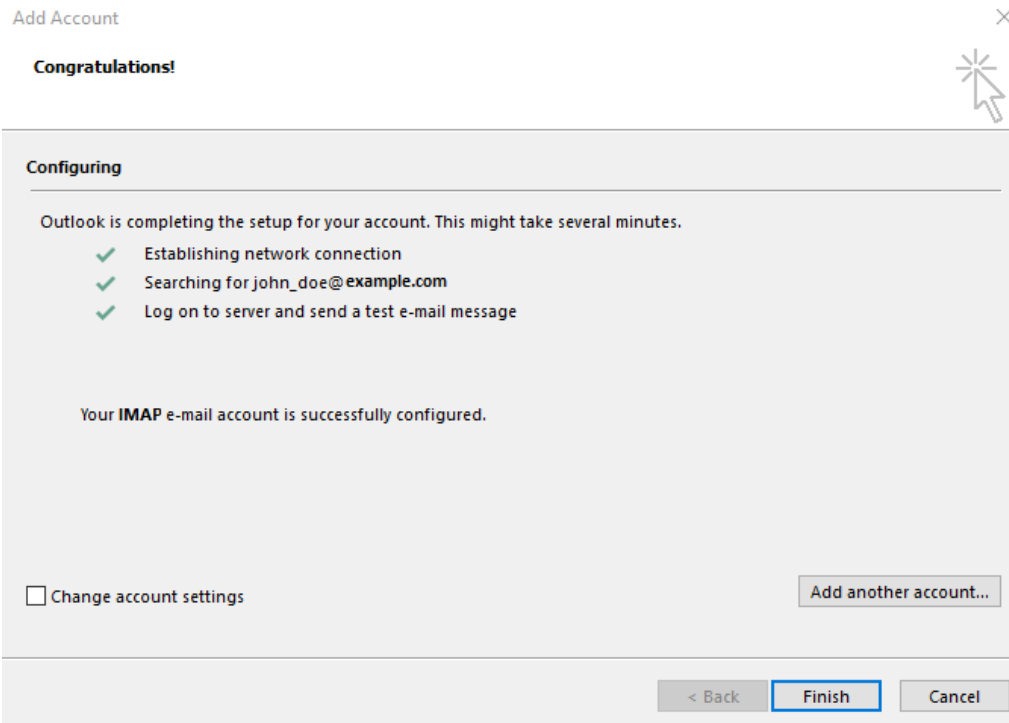 Add Account
Congratulations!
Configuring
Outlook is completing the setup for your account. This might take several minutes.
Establishing network connection
Searching for john_doe@example.com
Log on to server and send a test e-mail message
Your IMAP e-mail account is successfully configured.
Change account settings
Add another account...
< Back
Finish
Cancel